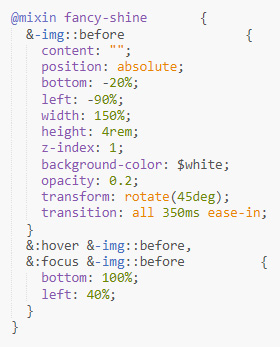 @mixin fancy-shine {
&-img::before {
content: "";
position: absolute;
bottom: -20%;
left: -90%;
width: 150%;
height: 4rem;
z-index: 1;
background-color: $white;
opacity: 0.2;
transform: rotate(45deg);
transition: all 350ms ease-in;
}
&:hover &-img::before,
&:focus &-img::before {
bottom: 100%;
left: 40%;
}
}